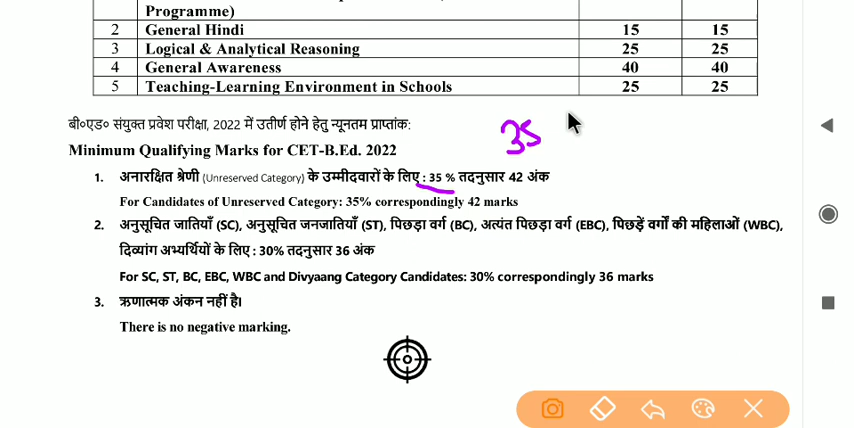 Programme)
2 General Hindi 15 15
3 Logical & Analytical Reasoning 25 25
4 General Awareness 40 40
5 Teaching-Learning Environment in Schools 25 25
बी०एड० संयुक्त प्रवेश परीक्षा, 2022 में उतीर्ण होने हेतु न्यूनतम प्राप्तांक:
35
Minimum Qualifying Marks for CET-B.Ed. 2022
1. अनारक्षित श्रेणी (Unreserved Category) के उम्मीदवारों के लिए : 35 % तदनुसार 42 अंक
For Candidates of Unreserved Category: 35% correspondingly 42 marks
2. अनुसूचित जातियाँ (SC), अनुसूचित जनजातियाँ (ST), पिछड़ा वर्ग (BC), अत्यंत पिछड़ा वर्ग (EBC), पिछड़ें वर्गों की महिलाओं (WBC),
दिव्यांग अभ्यर्थियों के लिए : 30% तदनुसार 36 अंक
For SC, ST, BC, EBC, WBC and Divyaang Category Candidates: 30% correspondingly 36 marks
3. ऋणात्मक अंकन नहीं है।
There is no negative marking.